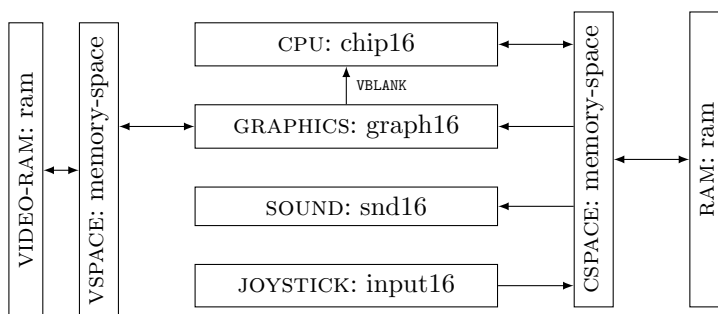 VIDEO-RAM: ram
VSPACE: memory-space
CPU: chip16
VBLANK
GRAPHICS: graph16
SOUND: snd16
JOYSTICK: input16
CSPACE: memory-space
RAM: ram